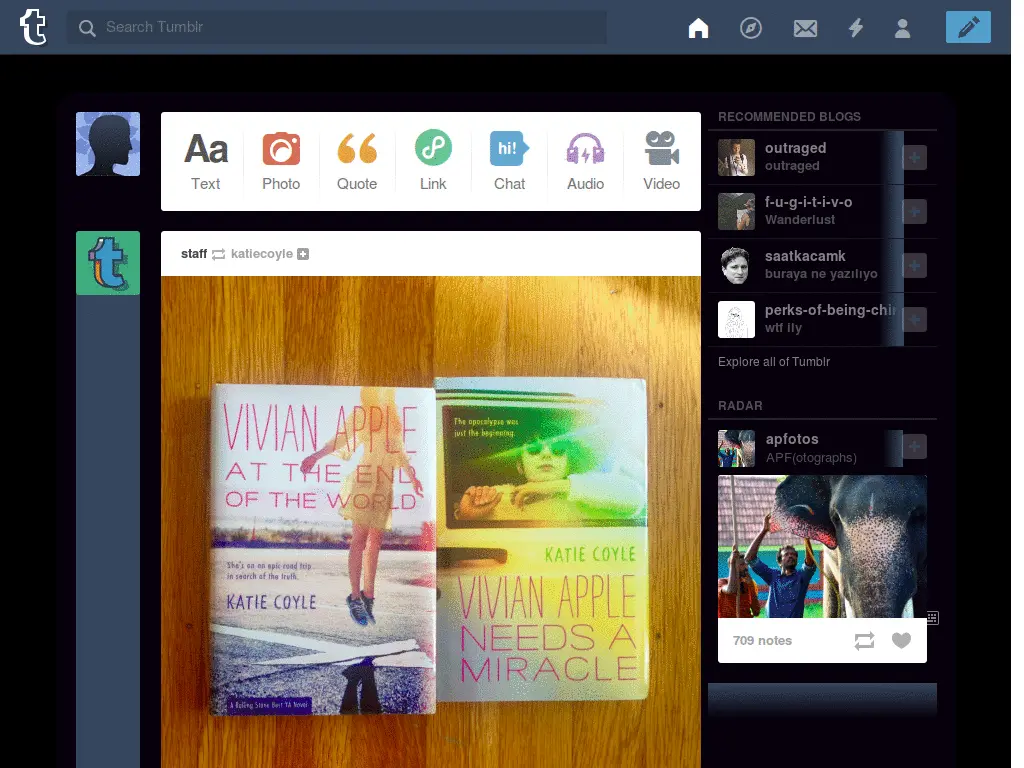 t
Search Tumblr
Aa
hi!
Text
Photo
Quote
Link
Chat
Audio
Video
t
staff katiecoyle
VIVIAN APPLE
AT THE END
OF THE WORLD
She's on an epic road trip
in search of the truth.
KATIE COYLE
A Rolling Stone Best YA Novel
The apocalypse was
just the beginning.
KATIE COYLE
VIVIAN APPLE
NEEDS A
MIRACLE
RECOMMENDED BLOGS
outraged
outraged
f-u-g-i-t-i-v-o
Wanderlust
saatkacamk
buraya ne yazılıyo
perks-of-being-chin
wtf ily
Explore all of Tumblr
RADAR
apfotos
APF(otographs)
709 notes